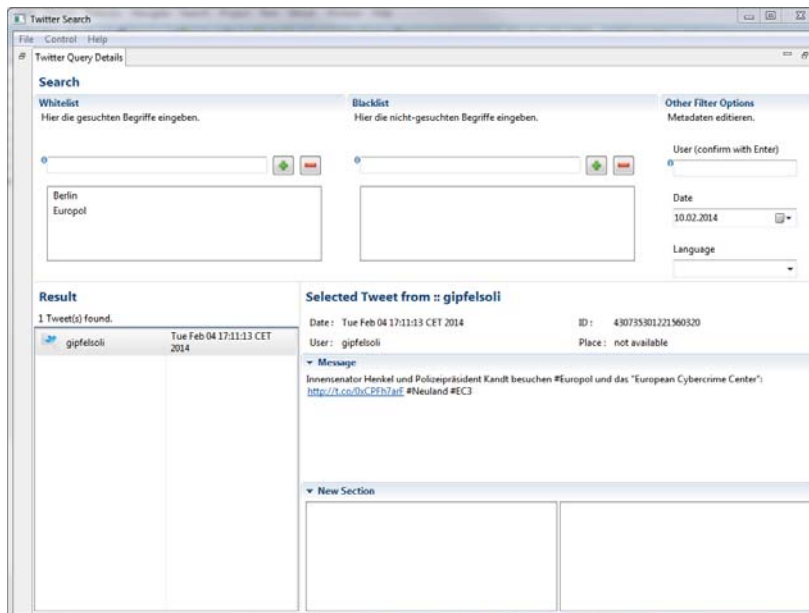 Twitter Search
File Control Help
Twitter Query Details
Search
Whitelist
Hier die gesuchten Begriffe eingeben.
Blacklist
Hier die nicht-gesuchten Begriffe eingeben.
Other Filter Options
Metadaten editieren.
User (confirm with Enter)
Berlin
Europol
Date
10.02.2014
Language
Result
1 Tweet(s) found.
gipfelsoli
Tue Feb 04 17:11:13 CET
2014
Selected Tweet from :: gipfelsoli
Date : Tue Feb 04 17:11:13 CET 2014
ID : 430735301221560320
User : gipfelsoli
Place : not available
Message
Innensenator Henkel und Polizeipräsident Kandt besuchen #Europol und das "European Cybercrime Center":
http://t.co/0xCPFh7arF #Neuland #EC3
New Section